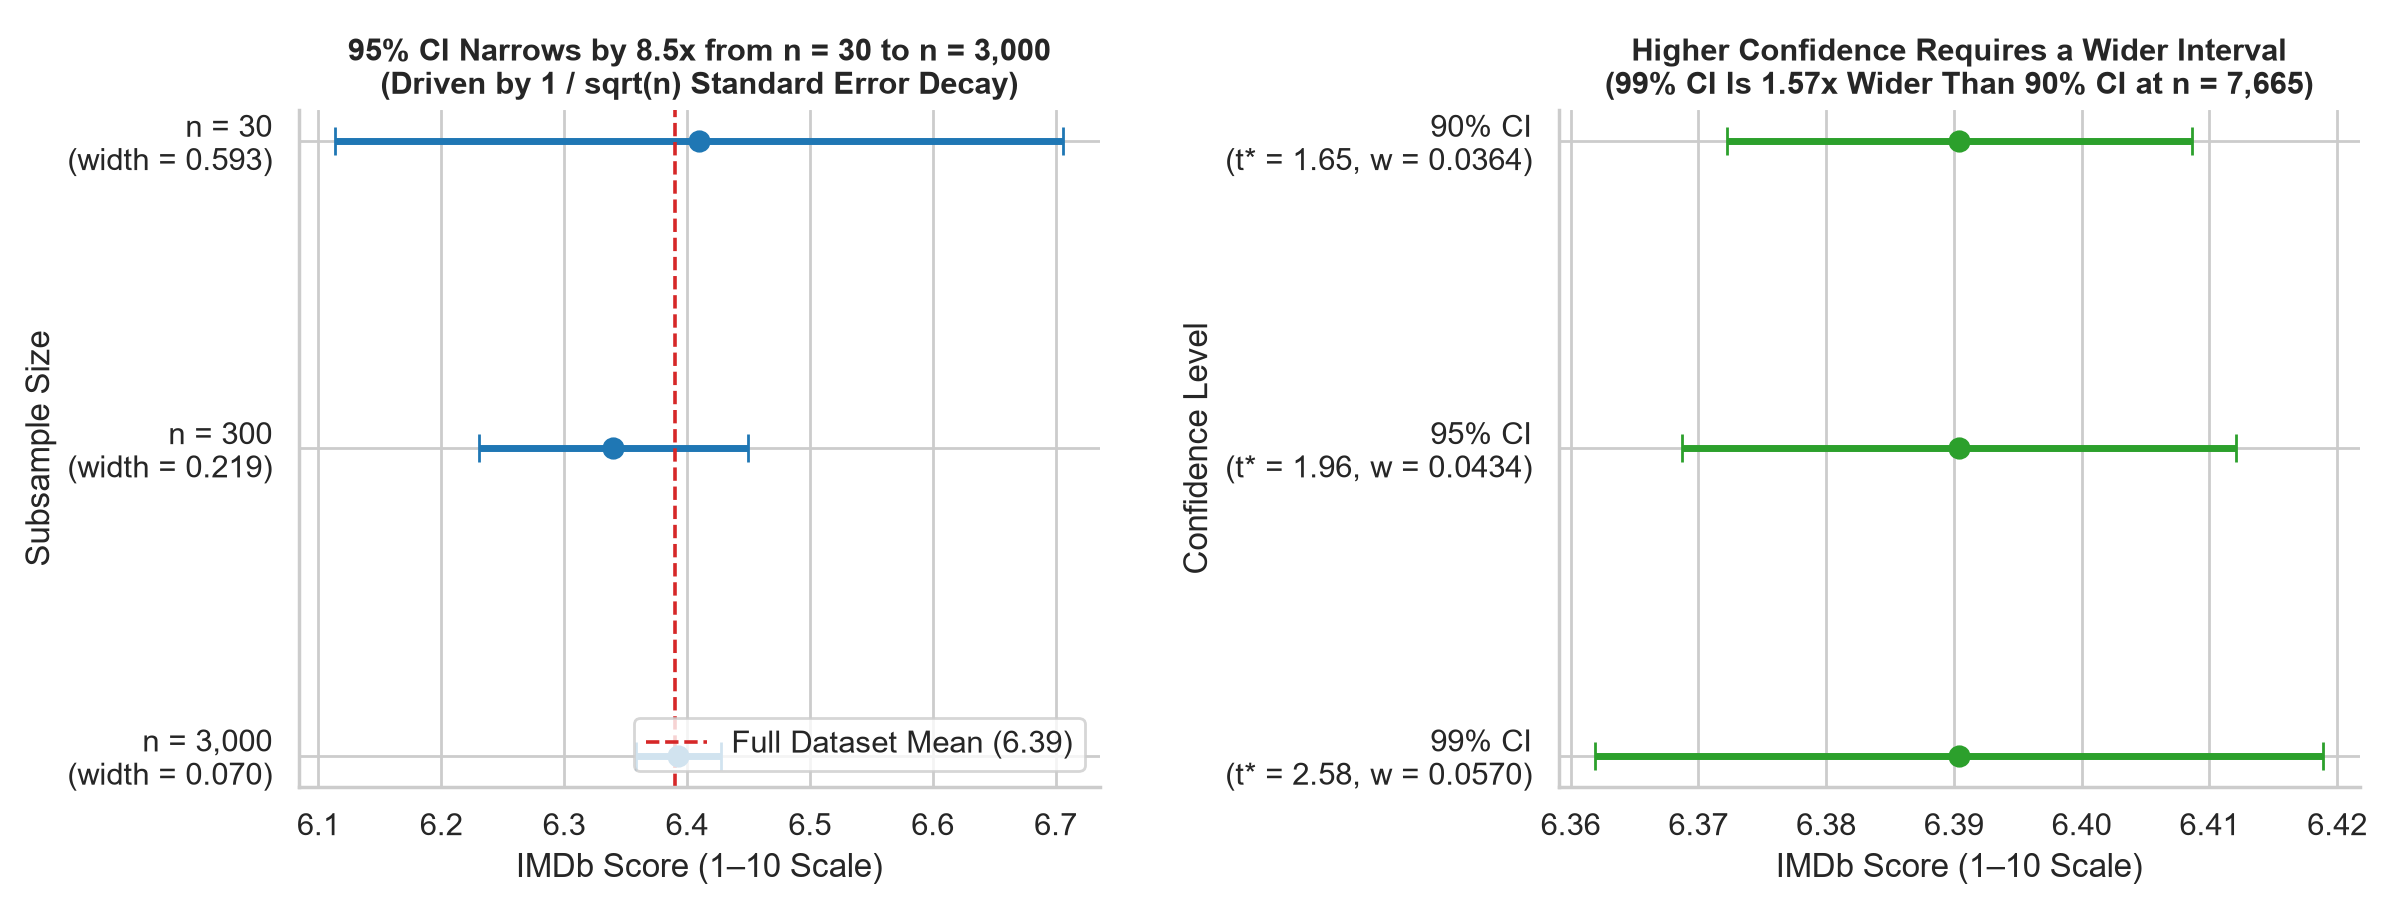 95% CI Narrows by 8.5x from n = 30 to n = 3,000
(Driven by 1 / sqrt(n) Standard Error Decay)
Subsample Size
n = 30
(width = 0.593)
n = 300
(width = 0.219)
n = 3,000
(width = 0.070)
Full Dataset Mean (6.39)
6.1 6.2 6.3 6.4 6.5 6.6 6.7
IMDb Score (1–10 Scale)
Higher Confidence Requires a Wider Interval
(99% CI Is 1.57x Wider Than 90% CI at n = 7,665)
Confidence Level
90% CI
(t* = 1.65, w = 0.0364)
95% CI
(t* = 1.96, w = 0.0434)
99% CI
(t* = 2.58, w = 0.0570)
6.36 6.37 6.38 6.39 6.40 6.41 6.42
IMDb Score (1–10 Scale)